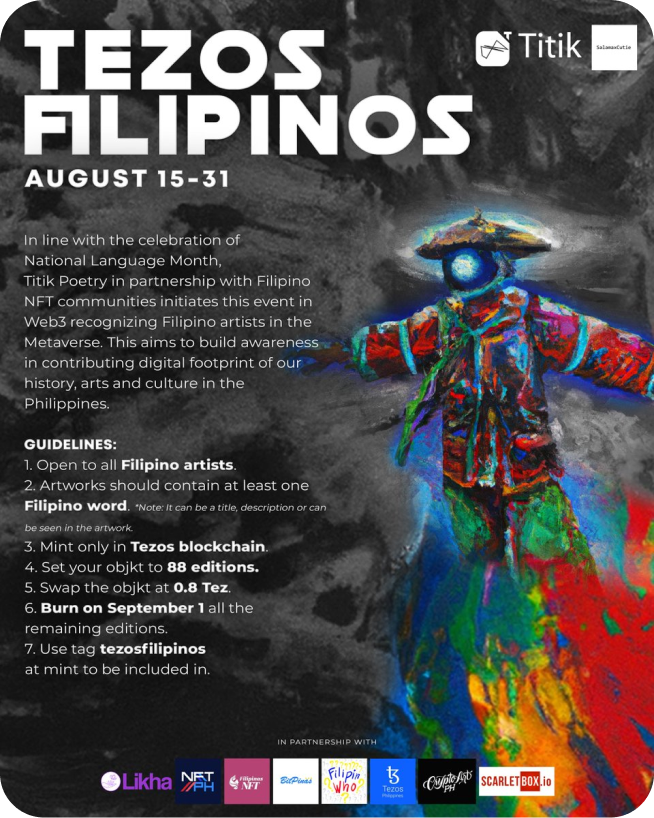 TEZOS
FILIPINOS
AUGUST 15-31
Titik
SalamaxCutie
In line with the celebration of
National Language Month,
Titik Poetry in partnership with Filipino
NFT communities initiates this event in
Web3 recognizing Filipino artists in the
Metaverse. This aims to build awareness
in contributing digital footprint of our
history, arts and culture in the
Philippines.
GUIDELINES:
1. Open to all Filipino artists.
2. Artworks should contain at least one
Filipino word. *Note: It can be a title, description or can
be seen in the artwork.
3. Mint only in Tezos blockchain.
4. Set your objkt to 88 editions.
5. Swap the objkt at 0.8 Tez.
6. Burn on September 1 all the
remaining editions.
7. Use tag tezosfilipinos
at mint to be included in.
IN PARTNERSHIP WITH
Likha
NFT
PH
Filipinas
NFT
BitPinas
Filipin
Who?
Tezos
Philippines
CryptoArt
PH
SCARLETBOX.io